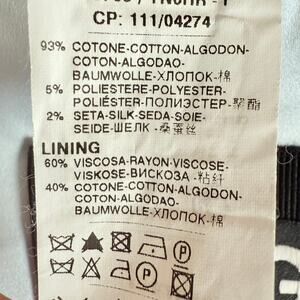 CP: 111/04274
93% COTONE-COTTON-ALGODON-
COTON-ALGODAO-
BAUMWOLLE-ХЛОПОК-棉
5% POLIESTERE-POLYESTER-
POLIÉSTER-ПОЛИЭСТЕР-聚酯
2% SETA-SILK-SEDA-SOIE-
SEIDE-ШЕЛК-桑蚕丝
LINING
60% VISCOSA-RAYON-VISCOSE-
VISKOSE-ВИСКОЗА-粘纤
40% COTONE-COTTON-ALGODON-
COTON-ALGODAO-
BAUMWOLLE-ХЛОПОК-棉
P
P